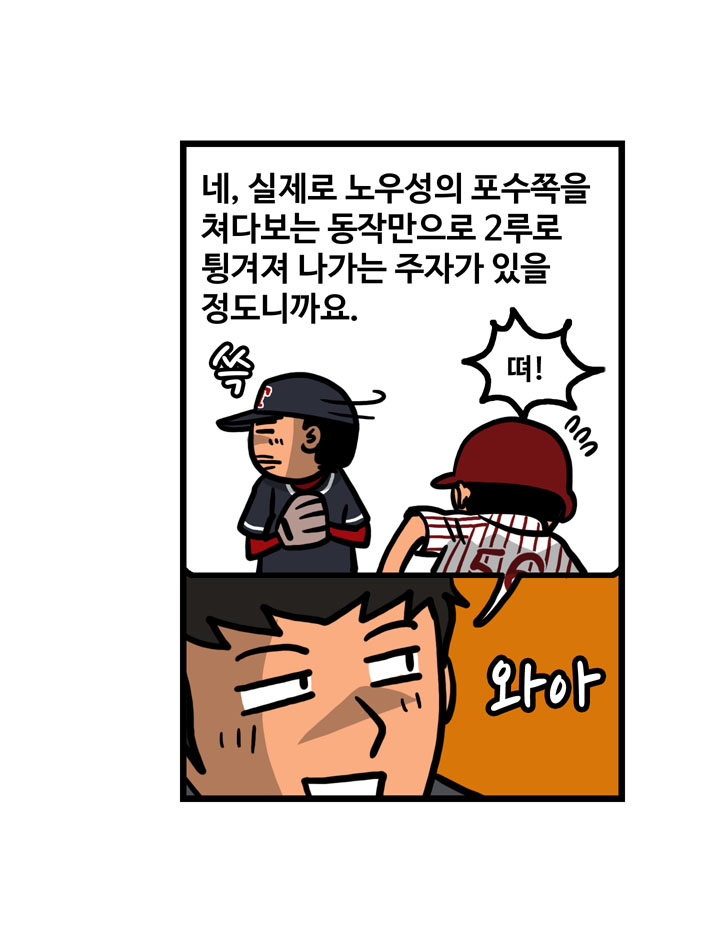 네, 실제로 노우성의 포수쪽을
쳐다보는 동작만으로 2루로
튕겨져 나가는 주자가 있을
정도니까요.
쓱
떠!
T
56
와아